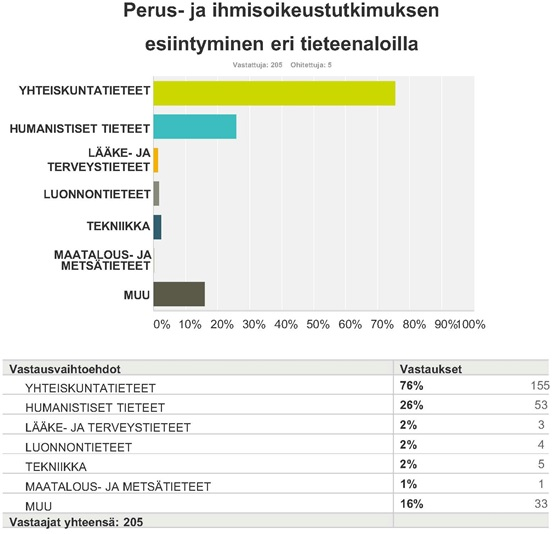 Perus- ja ihmisoikeustutkimuksen
esiintyminen eri tieteenaloilla
Vastattuja: 205 Ohitettuja: 5
YHTEISKUNTATIETEET
HUMANISTISET TIETEET
LÄÄKE- JA
TERVEYSTIETEET
LUONNONTIETEET
TEKNIIKKA
MAATALOUS- JA
METSÄTIETEET
MUU
0% 10% 20% 30% 40% 50% 60% 70% 80% 90%100%
Vastausvaihtoehdot Vastaukset
YHTEISKUNTATIETEET 76% 155
HUMANISTISET TIETEET 26% 53
LÄÄKE- JA TERVEYSTIETEET 2% 3
LUONNONTIETEET 2% 4
TEKNIIKKA 2% 5
MAATALOUS- JA METSÄTIETEET 1% 1
MUU 16% 33
Vastaajat yhteensä: 205